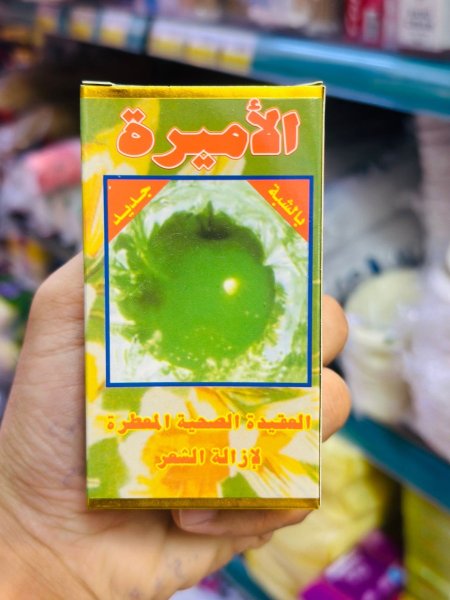 الأميرة
بالشبة
جديد
العقيدة الصحية المعطرة
لإزالة الشعر